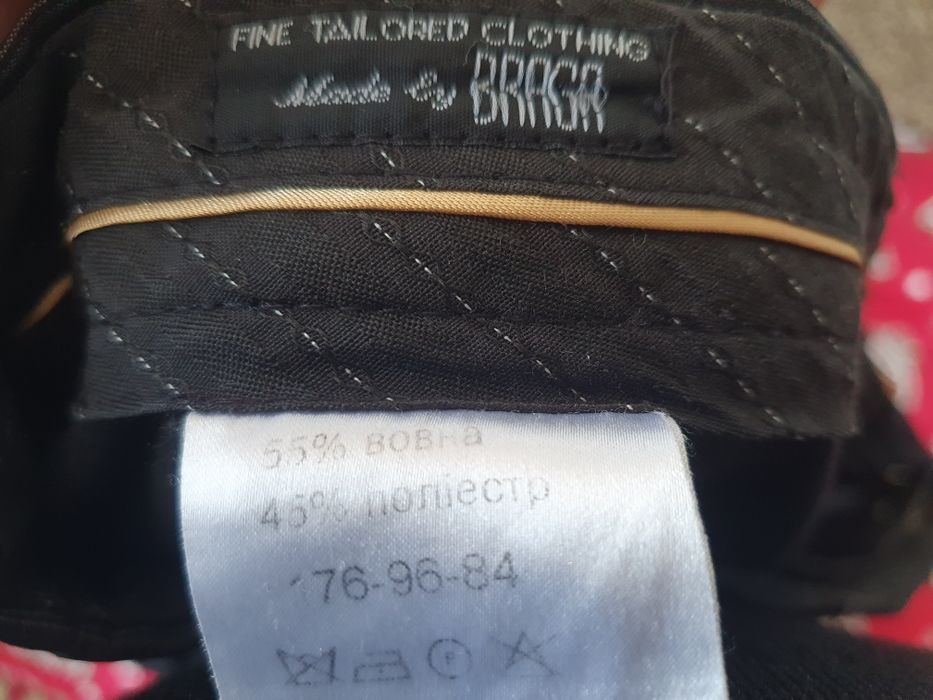 FINE TAILORED CLOTHING
Made by BRAGA
55% вовна
45% поліестр
176-96-84